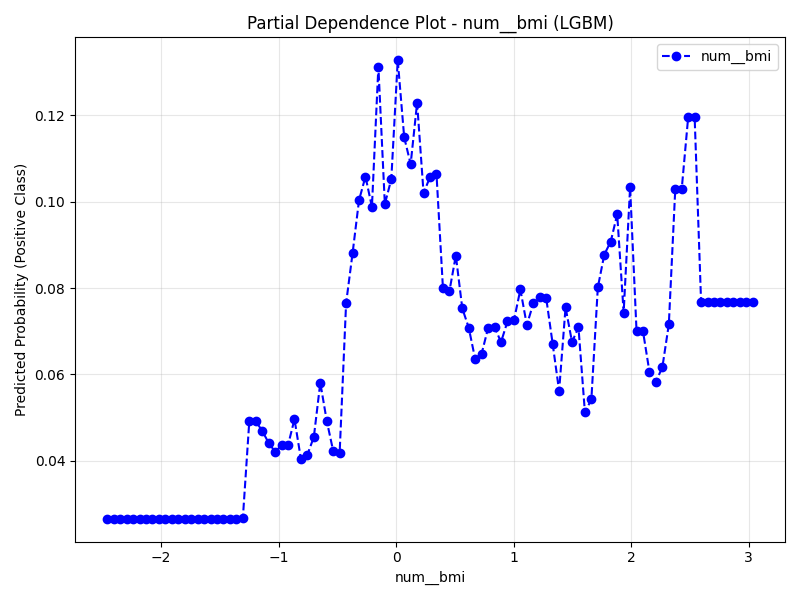 Partial Dependence Plot - num__bmi (LGBM)
num__bmi
Predicted Probability (Positive Class)
0.12
0.10
0.08
0.06
0.04
−2
−1
0
1
2
3
num__bmi